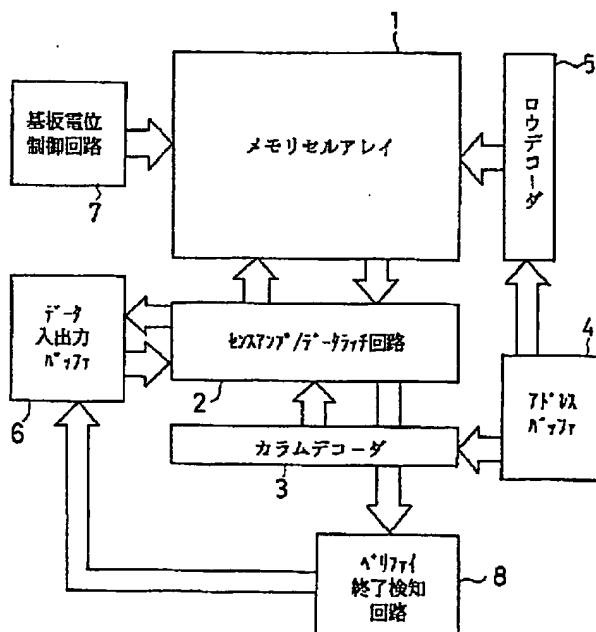 1
5
基板電位
制御回路
7
メモリセルアレイ
ロウデコーダ
データ
入出力
バッファ
6
センスアンプ/データラッチ回路
2
4
アドレス
バッファ
カラムデコーダ
3
ベリファイ
終了検知
回路
8